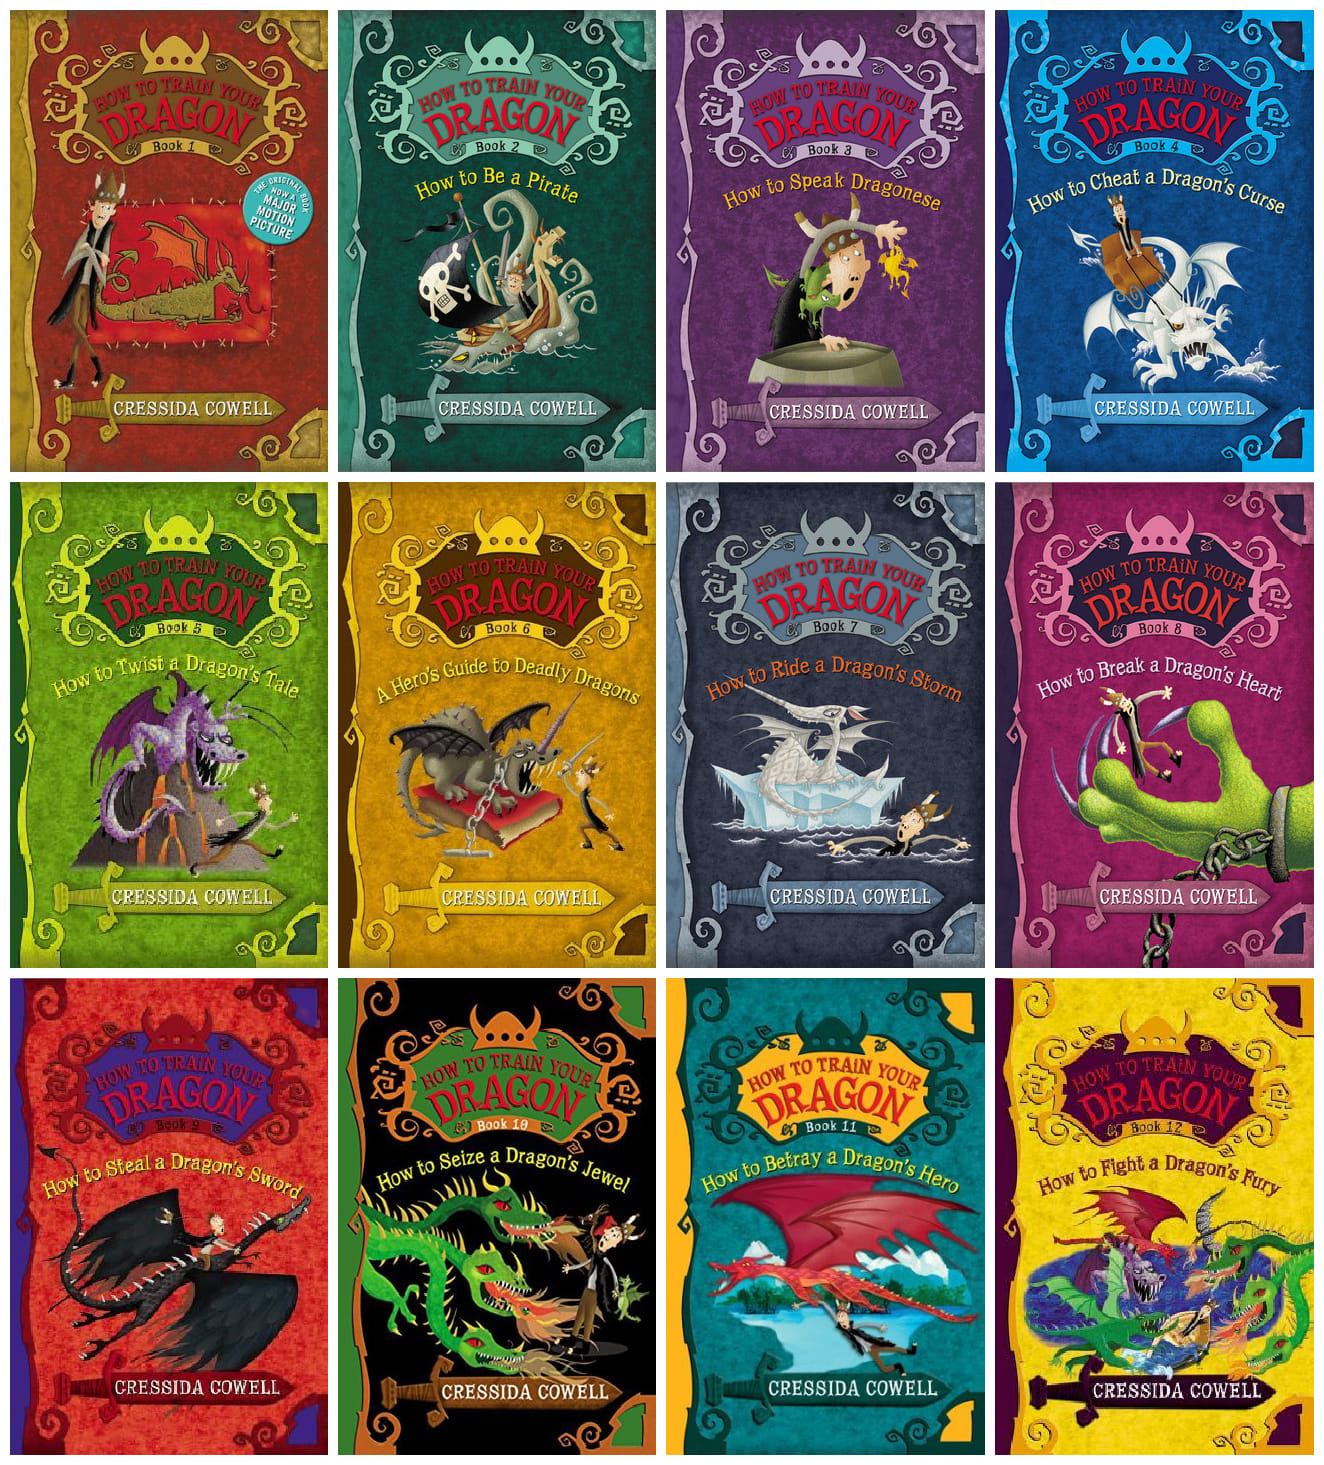 HOW TO TRAIN YOUR
DRAGON
Book 1
THE ORIGINAL BOOK
NOW A
MAJOR
MOTION
PICTURE
CRESSIDA COWELL
HOW TO TRAIN YOUR
DRAGON
Book 2
How to Be a Pirate
CRESSIDA COWELL
HOW TO TRAIN YOUR
DRAGON
Book 3
How to Speak Dragonese
CRESSIDA COWELL
HOW TO TRAIN YOUR
DRAGON
Book 4
How to Cheat a Dragon's Curse
CRESSIDA COWELL
HOW TO TRAIN YOUR
DRAGON
Book 5
How to Twist a Dragon's Tale
CRESSIDA COWELL
HOW TO TRAIN YOUR
DRAGON
Book 6
A Hero's Guide to Deadly Dragons
CRESSIDA COWELL
HOW TO TRAIN YOUR
DRAGON
Book 7
How to Ride a Dragon's Storm
CRESSIDA COWELL
HOW TO TRAIN YOUR
DRAGON
Book 8
How to Break a Dragon's Heart
CRESSIDA COWELL
HOW TO TRAIN YOUR
DRAGON
Book 9
How to Steal a Dragon's Sword
CRESSIDA COWELL
HOW TO TRAIN YOUR
DRAGON
Book 10
How to Seize a Dragon's Jewel
CRESSIDA COWELL
HOW TO TRAIN YOUR
DRAGON
Book 11
How to Betray a Dragon's Hero
CRESSIDA COWELL
HOW TO TRAIN YOUR
DRAGON
Book 12
How to Fight a Dragon's Fury
CRESSIDA COWELL